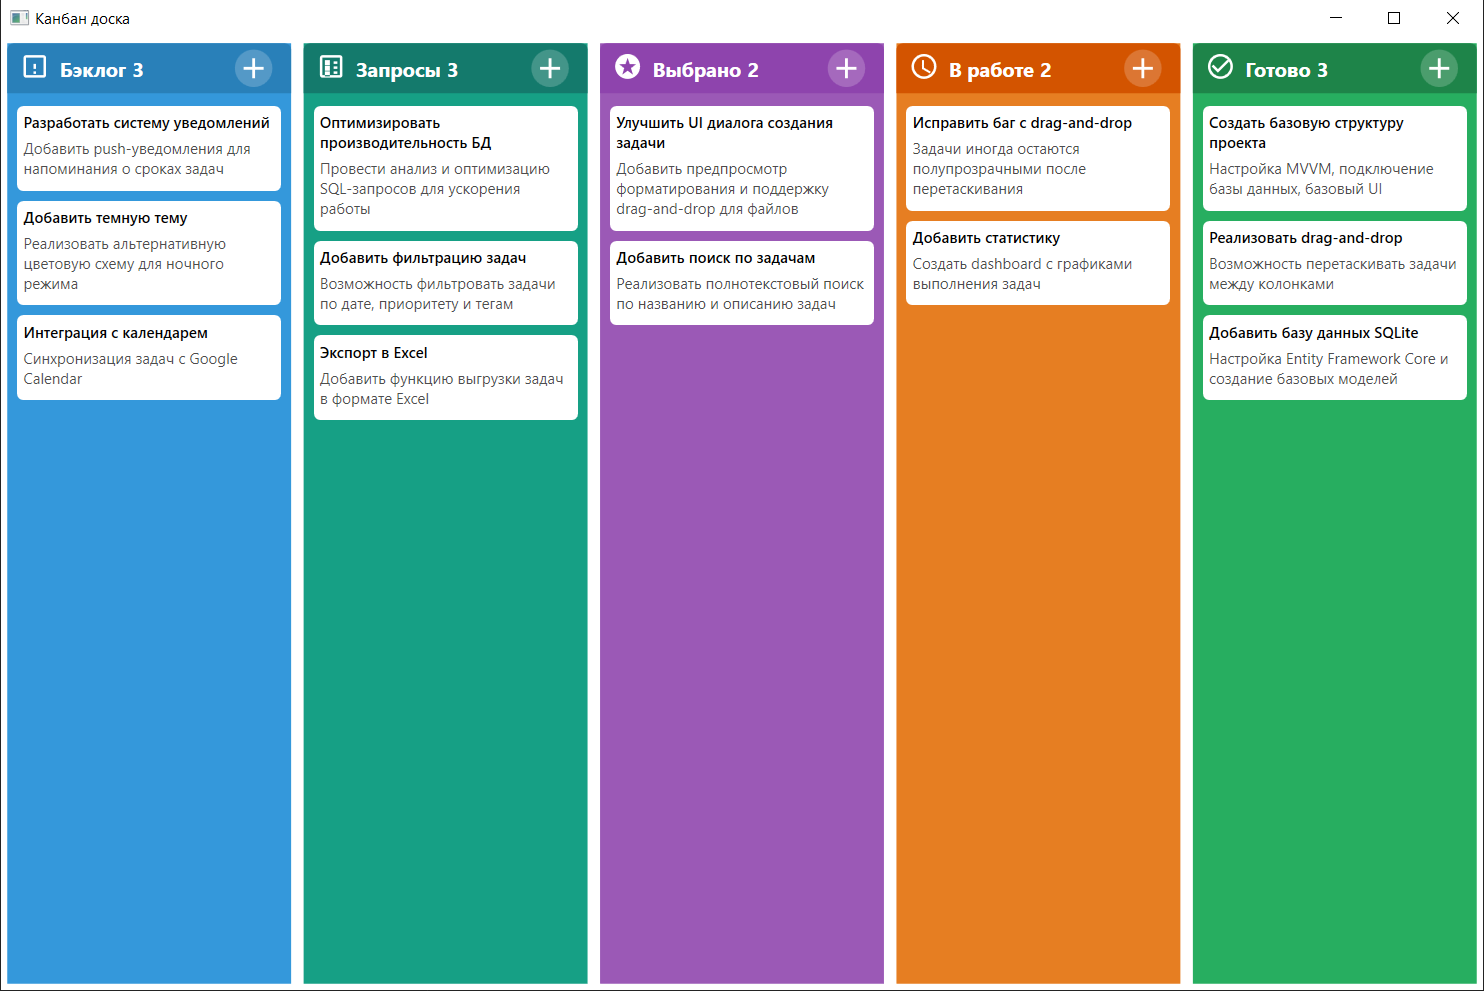 Канбан доска
Бэклог 3
Разработать систему уведомлений
Добавить push-уведомления для
напоминания о сроках задач
Добавить темную тему
Реализовать альтернативную
цветовую схему для ночного
режима
Интеграция с календарем
Синхронизация задач с Google
Calendar
Запросы 3
Оптимизировать
производительность БД
Провести анализ и оптимизацию
SQL-запросов для ускорения
работы
Добавить фильтрацию задач
Возможность фильтровать задачи
по дате, приоритету и тегам
Экспорт в Excel
Добавить функцию выгрузки задач
в формате Excel
Выбрано 2
Улучшить UI диалога создания
задачи
Добавить предпросмотр
форматирования и поддержку
drag-and-drop для файлов
Добавить поиск по задачам
Реализовать полнотекстовый поиск
по названию и описанию задач
В работе 2
Исправить баг с drag-and-drop
Задачи иногда остаются
полупрозрачными после
перетаскивания
Добавить статистику
Создать dashboard с графиками
выполнения задач
Готово 3
Создать базовую структуру
проекта
Настройка MVVM, подключение
базы данных, базовый UI
Реализовать drag-and-drop
Возможность перетаскивать задачи
между колонками
Добавить базу данных SQLite
Настройка Entity Framework Core и
создание базовых моделей